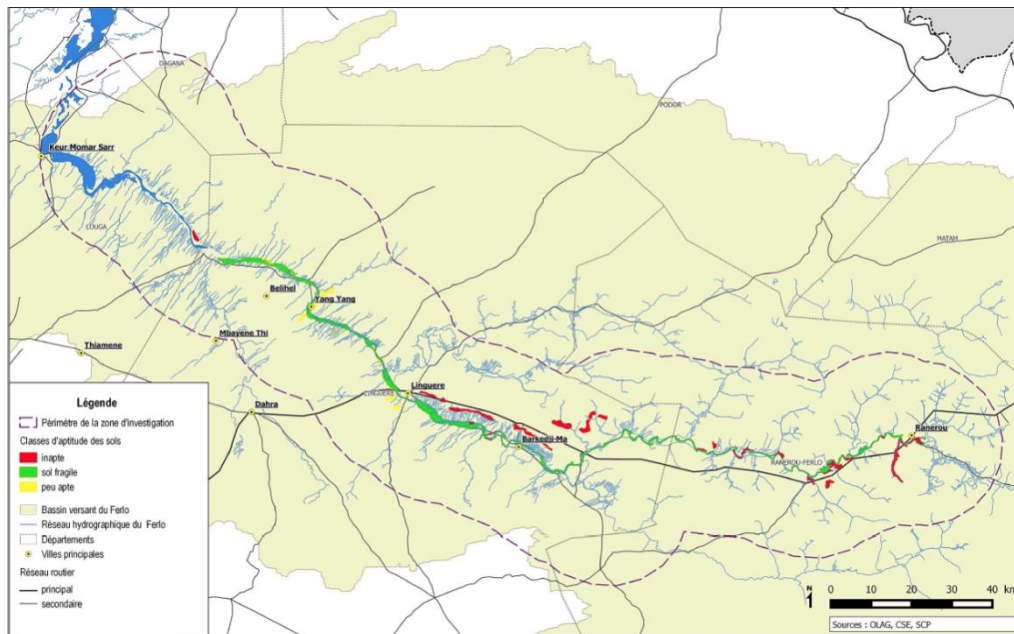 DAGANA
PODOR
Keur Momar Sarr
LOUGA
MATAM
Belihel
Yang Yang
Mbayene Thi
Thiamene
Linguere
LINGUERE
Dahra
Barkedji-Ma
Ranerou
RANEROU-FERLO
Légende
Périmètre de la zone d'investigation
Classes d'aptitude des sols
inapte
sol fragile
peu apte
Bassin versant du Ferlo
Réseau hydrographique du Ferlo
Départements
Villes principales
Réseau routier
principal
secondaire
N
0 10 20 30 40 km
Sources : OLAG, CSE, SCP